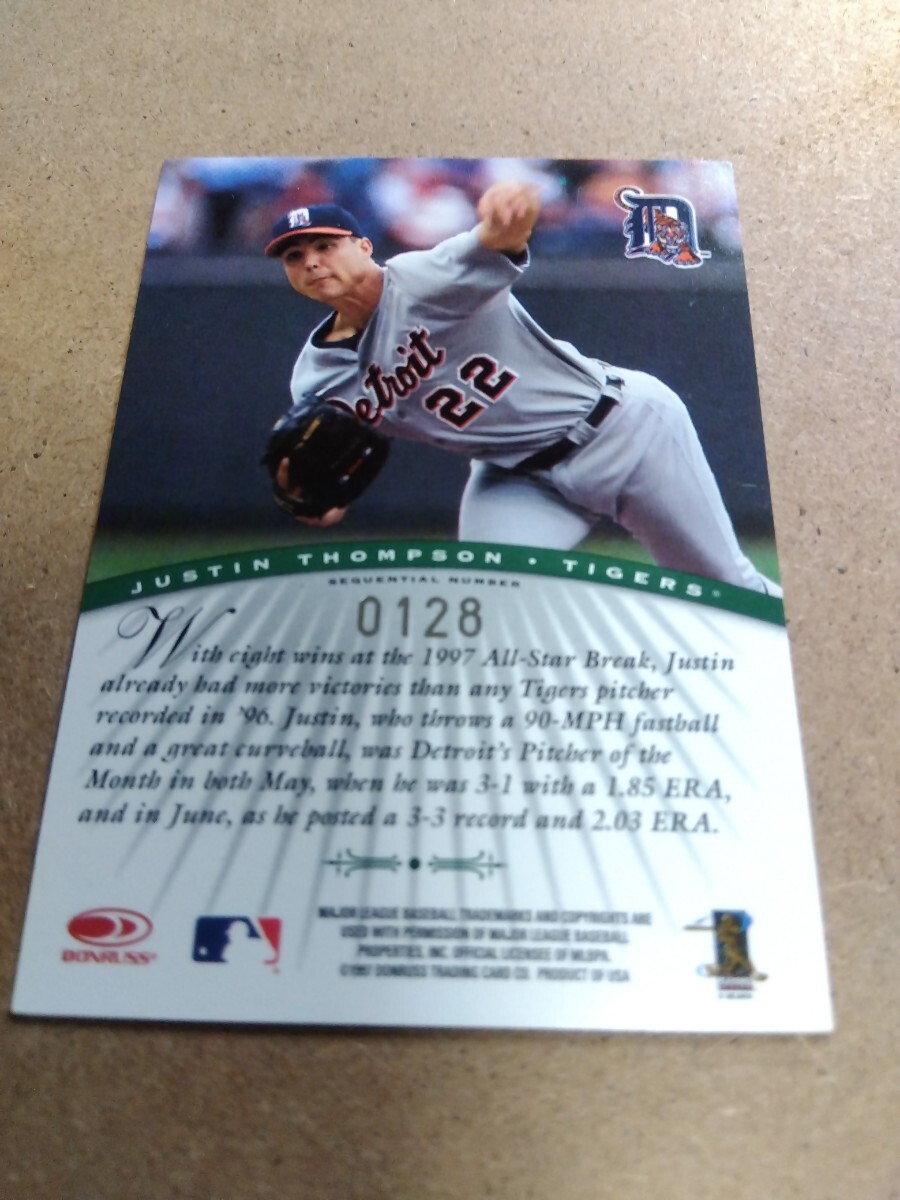 D
Detroit
22
JUSTIN THOMPSON • TIGERS®
SEQUENTIAL NUMBER
0128
With eight wins at the 1997 All-Star Break, Justin
already had more victories than any Tigers pitcher
recorded in '96. Justin, who throws a 90-MPH fastball
and a great curveball, was Detroit's Pitcher of the
Month in both May, when he was 3-1 with a 1.85 ERA,
and in June, as he posted a 3-3 record and 2.03 ERA.
DONRUSS®
MAJOR LEAGUE BASEBALL TRADEMARKS AND COPYRIGHTS ARE
USED WITH PERMISSION OF MAJOR LEAGUE BASEBALL
PROPERTIES, INC. OFFICIAL LICENSES OF MLBPA.
©1997 DONRUSS TRADING CARD CO. PRODUCT OF USA